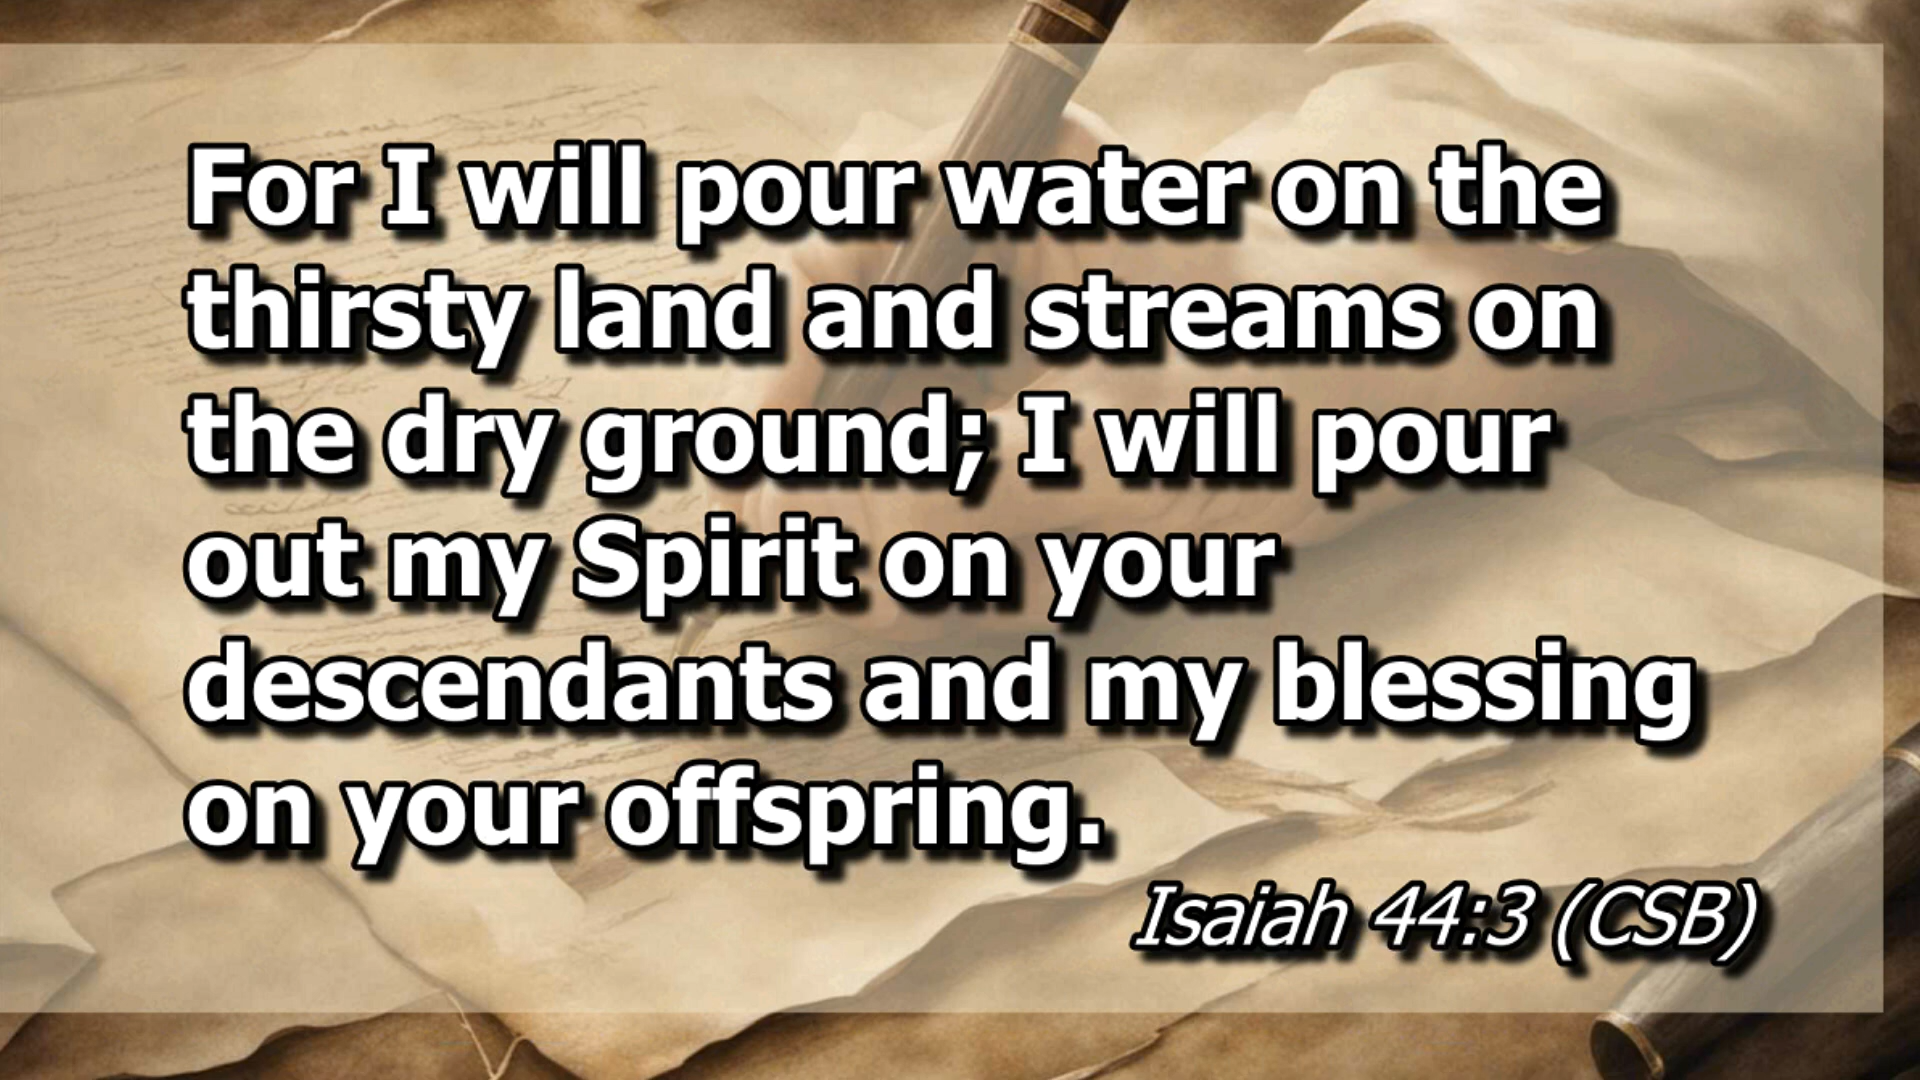 For I will pour water on the
thirsty land and streams on
the dry ground; I will pour
out my Spirit on your
descendants and my blessing
on your offspring.
Isaiah 44:3 (CSB)